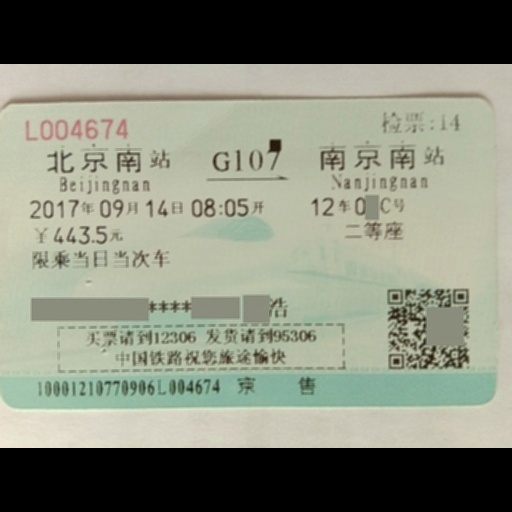 L004674 检票:14
北京南站 G107 南京南站
Beijingnan Nanjingnan
2017年09月14日08:05开 12车0 C号
￥443.5元 二等座
限乘当日当次车
**** 浩
买票请到12306 发货请到95306
中国铁路祝您旅途愉快
10001210770906L004674 京 售